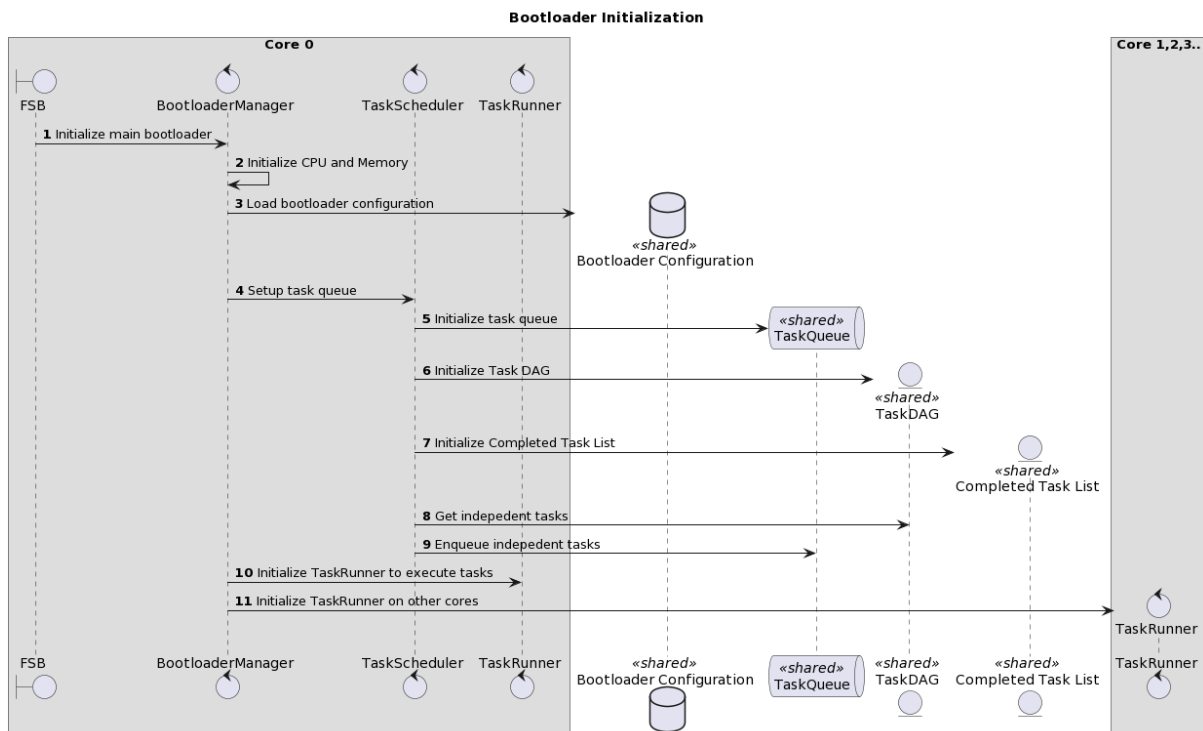 Bootloader Initialization
Core 0
Core 1,2,3..
FSB
BootloaderManager
TaskScheduler
TaskRunner
1 Initialize main bootloader
2 Initialize CPU and Memory
3 Load bootloader configuration
«shared»
Bootloader Configuration
4 Setup task queue
5 Initialize task queue
«shared»
TaskQueue
6 Initialize Task DAG
«shared»
TaskDAG
7 Initialize Completed Task List
«shared»
Completed Task List
8 Get indepedent tasks
9 Enqueue indepedent tasks
10 Initialize TaskRunner to execute tasks
11 Initialize TaskRunner on other cores
TaskRunner
FSB
BootloaderManager
TaskScheduler
TaskRunner
«shared»
Bootloader Configuration
«shared»
TaskQueue
«shared»
TaskDAG
«shared»
Completed Task List
TaskRunner